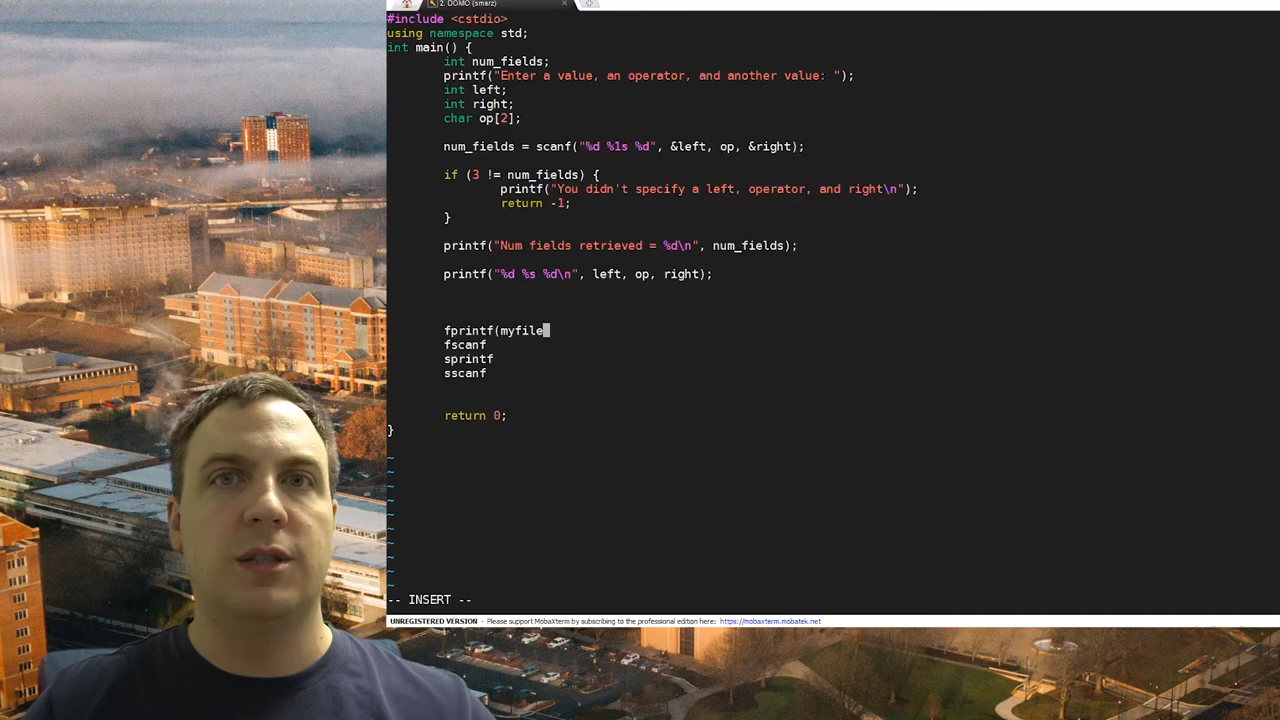 2. DOMO (smarz)
#include <cstdio>
using namespace std;
int main() {
int num_fields;
printf("Enter a value, an operator, and another value: ");
int left;
int right;
char op[2];
num_fields = scanf("%d %1s %d", &left, op, &right);
if (3 != num_fields) {
printf("You didn't specify a left, operator, and right\n");
return -1;
}
printf("Num fields retrieved = %d\n", num_fields);
printf("%d %s %d\n", left, op, right);
fprintf(myfile
fscanf
sprintf
sscanf
return 0;
}
~
~
~
~
~
~
~
~
~
~
-- INSERT --
UNREGISTERED VERSION - Please support MobaXterm by subscribing to the professional edition here: https://mobaxterm.mobatek.net